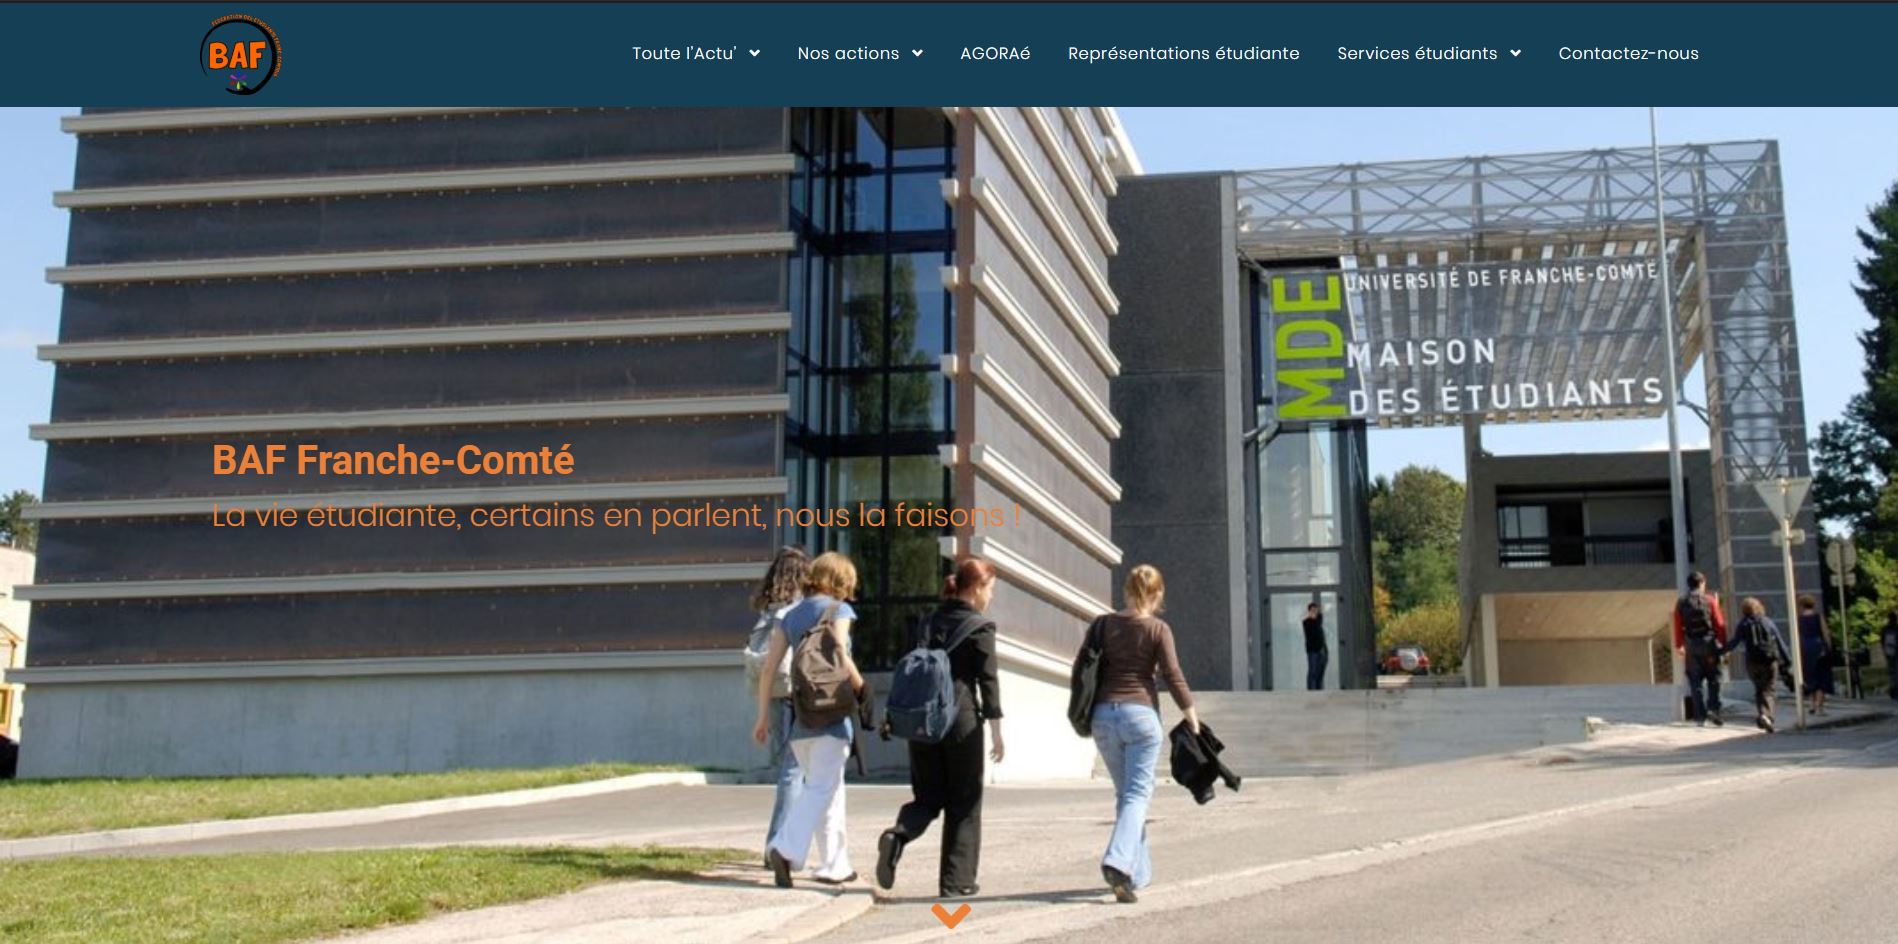 BAF
Toute l'Actu'
Nos actions
AGORAé
Représentations étudiante
Services étudiants
Contactez-nous
MDE
UNIVERSITÉ DE FRANCHE-COMTÉ
MAISON
DES ÉTUDIANTS
BAF Franche-Comté
La vie étudiante, certains en parlent, nous la faisons !